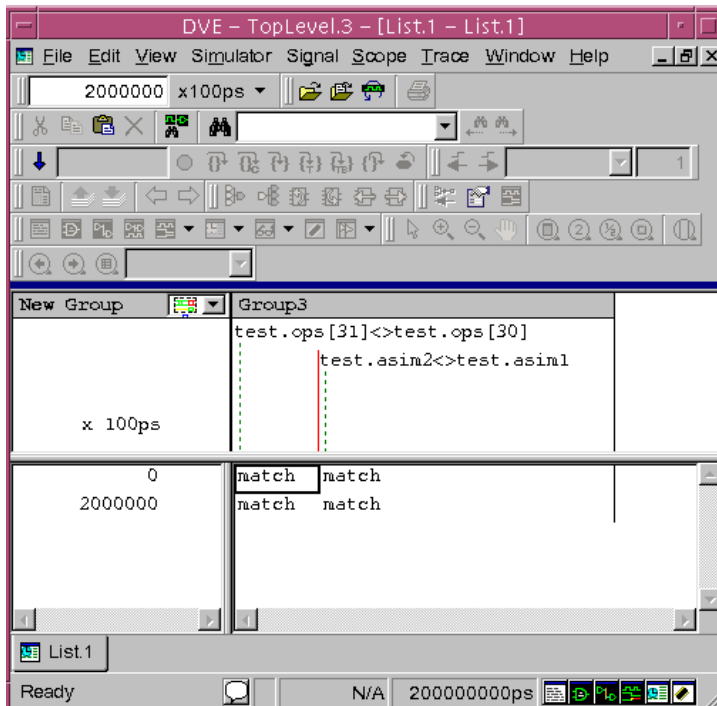 DVE – TopLevel.3 – [List.1 – List.1]
File Edit View Simulator Signal Scope Trace Window Help
2000000 x100ps
1
New Group Group3
test.ops[31]<>test.ops[30]
test.asim2<>test.asim1
x 100ps
0 match match
2000000 match match
List.1
Ready N/A 200000000ps